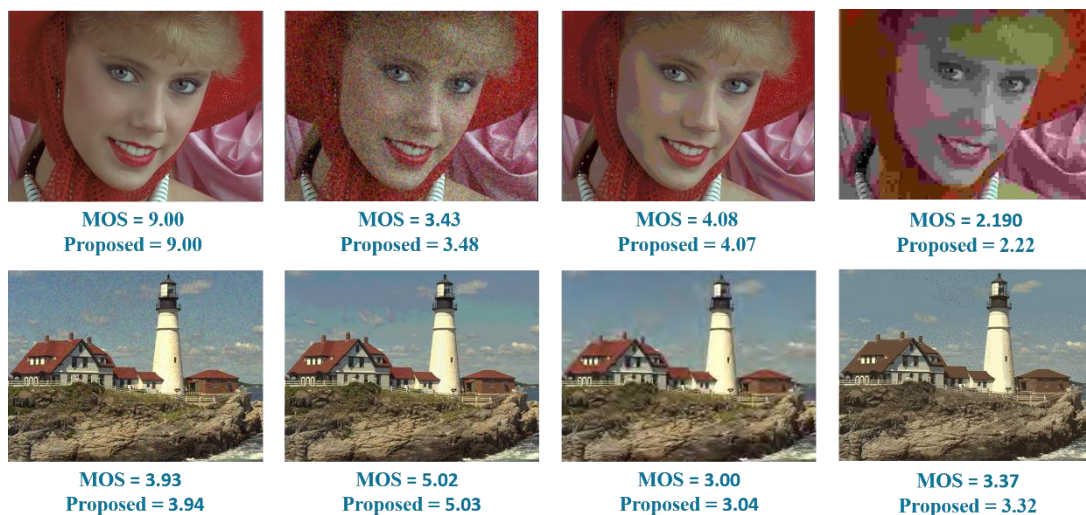 MOS = 9.00
Proposed = 9.00
MOS = 3.43
Proposed = 3.48
MOS = 4.08
Proposed = 4.07
MOS = 2.190
Proposed = 2.22
MOS = 3.93
Proposed = 3.94
MOS = 5.02
Proposed = 5.03
MOS = 3.00
Proposed = 3.04
MOS = 3.37
Proposed = 3.32